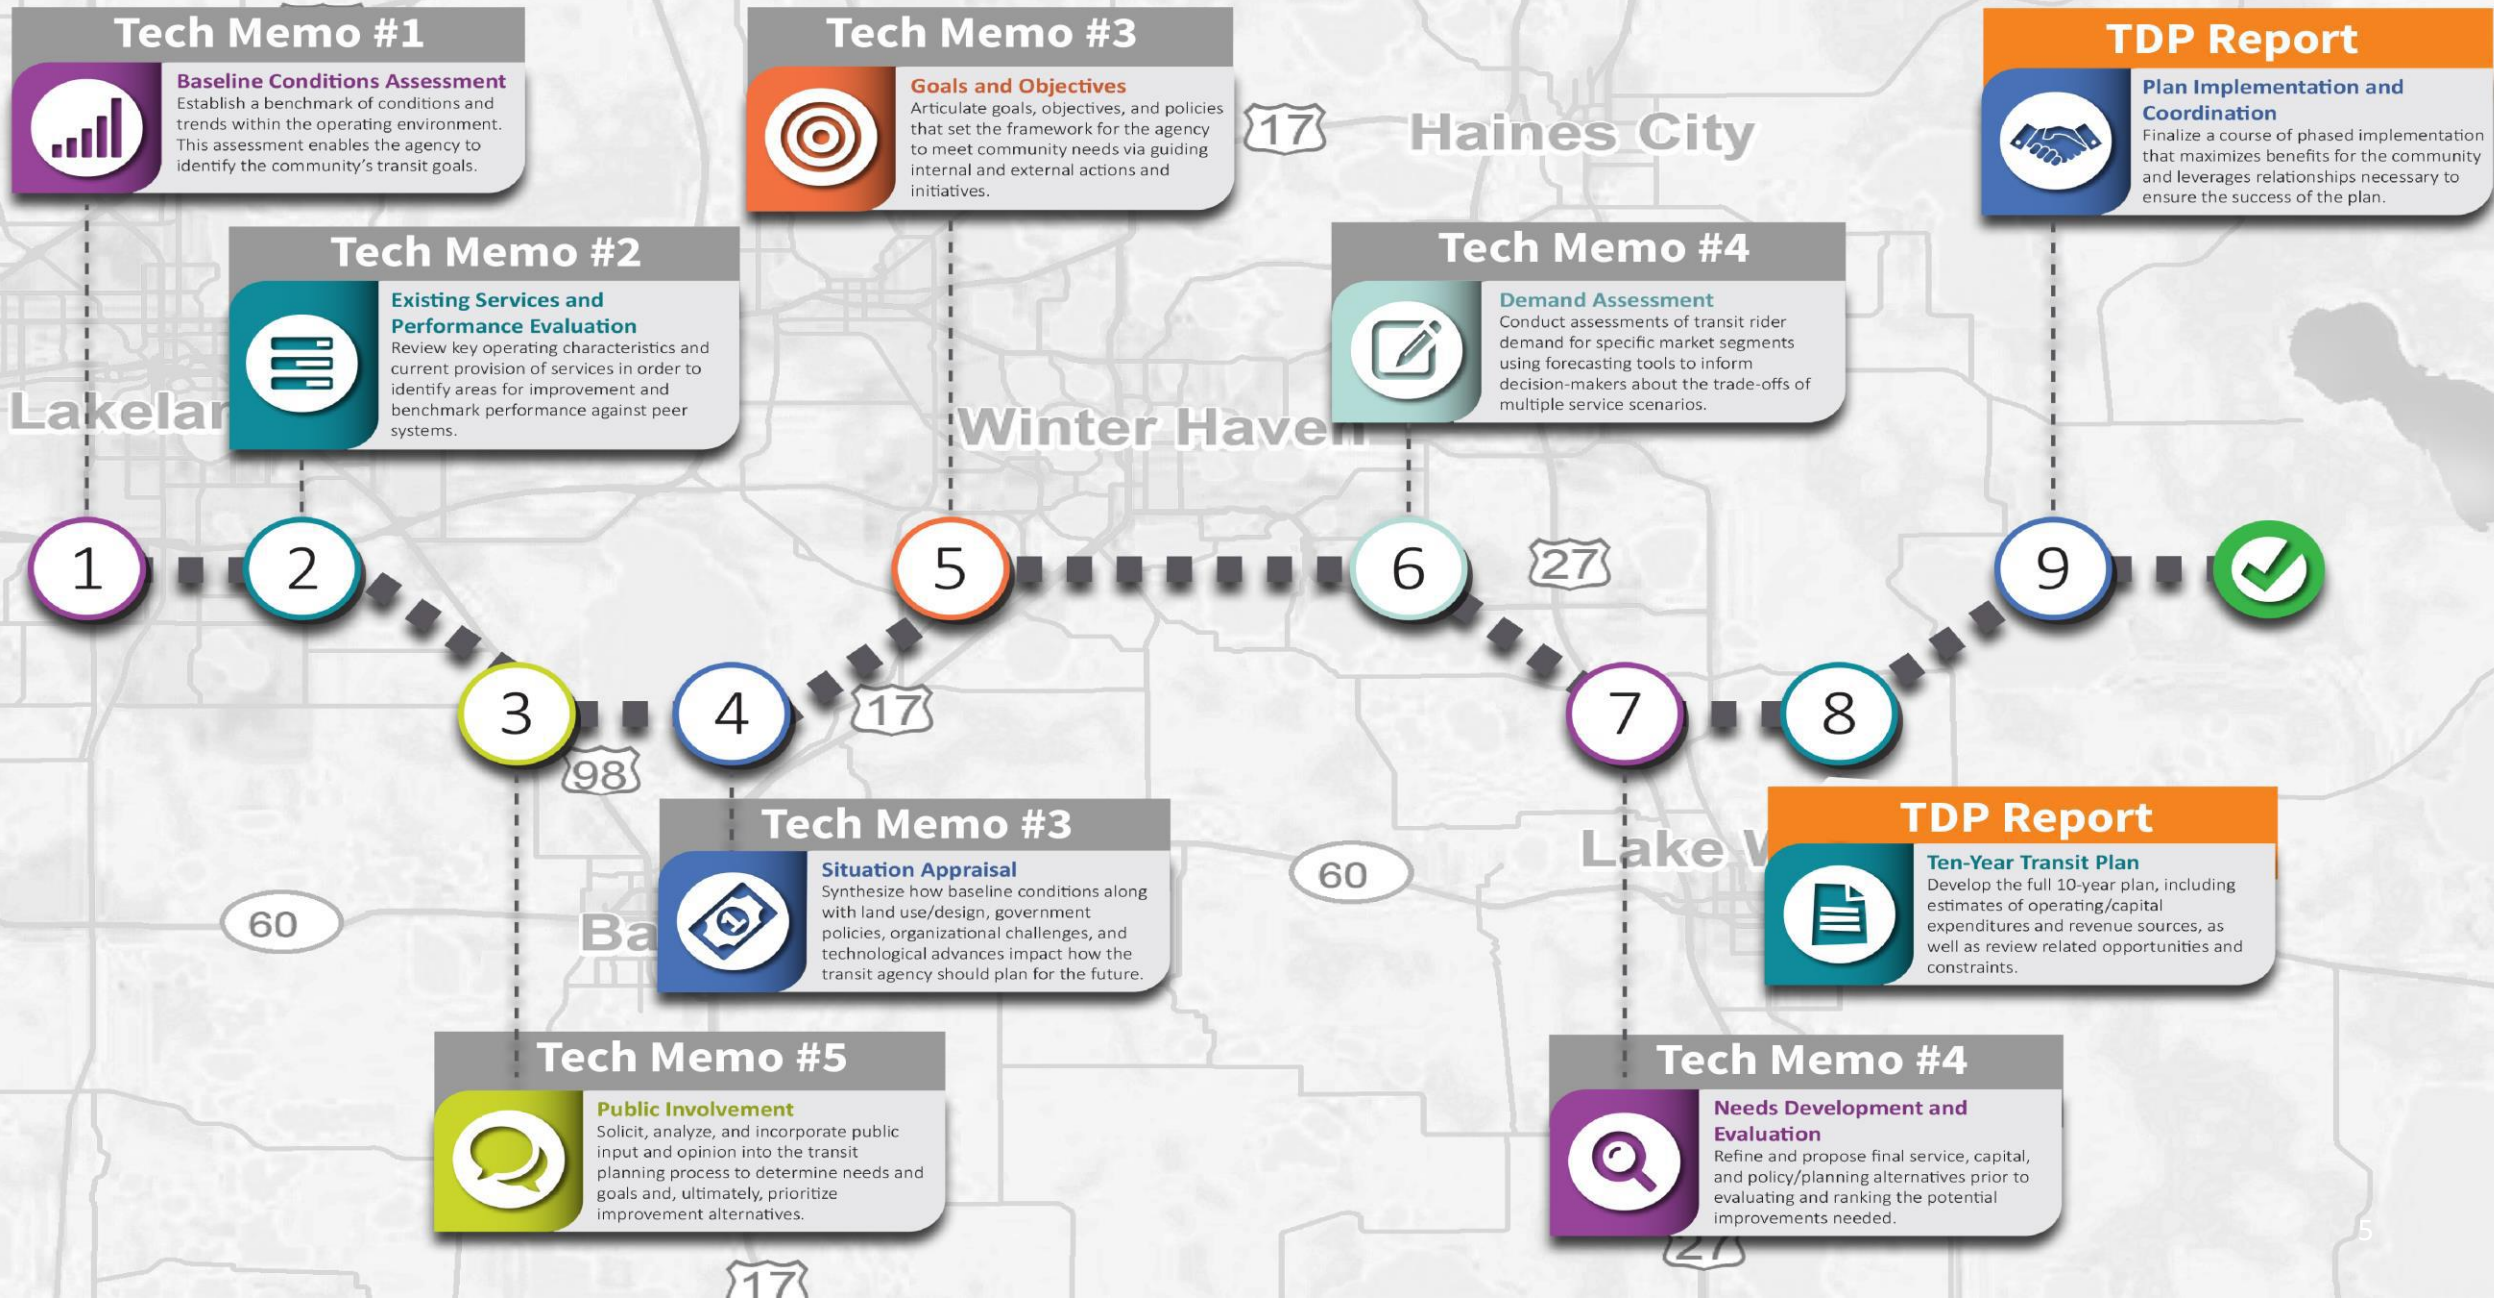 Tech Memo #1
Baseline Conditions Assessment
Establish a benchmark of conditions and
trends within the operating environment.
This assessment enables the agency to
identify the community's transit goals.
Tech Memo #2
Existing Services and
Performance Evaluation
Review key operating characteristics and
current provision of services in order to
identify areas for improvement and
benchmark performance against peer
systems.
Tech Memo #3
Goals and Objectives
Articulate goals, objectives, and policies
that set the framework for the agency
to meet community needs via guiding
internal and external actions and
initiatives.
17
Haines City
Tech Memo #4
Demand Assessment
Conduct assessments of transit rider
demand for specific market segments
using forecasting tools to inform
decision-makers about the trade-offs of
multiple service scenarios.
TDP Report
Plan Implementation and
Coordination
Finalize a course of phased implementation
that maximizes benefits for the community
and leverages relationships necessary to
ensure the success of the plan.
Lakelan
Winter Haven
1
2
3
4
5
6
7
8
9
27
17
98
Tech Memo #3
Situation Appraisal
Synthesize how baseline conditions along
with land use/design, government
policies, organizational challenges, and
technological advances impact how the
transit agency should plan for the future.
60
Ba
60
Lake W
TDP Report
Ten-Year Transit Plan
Develop the full 10-year plan, including
estimates of operating/capital
expenditures and revenue sources, as
well as review related opportunities and
constraints.
Tech Memo #5
Public Involvement
Solicit, analyze, and incorporate public
input and opinion into the transit
planning process to determine needs and
goals and, ultimately, prioritize
improvement alternatives.
Tech Memo #4
Needs Development and
Evaluation
Refine and propose final service, capital,
and policy/planning alternatives prior to
evaluating and ranking the potential
improvements needed.
17
27
5